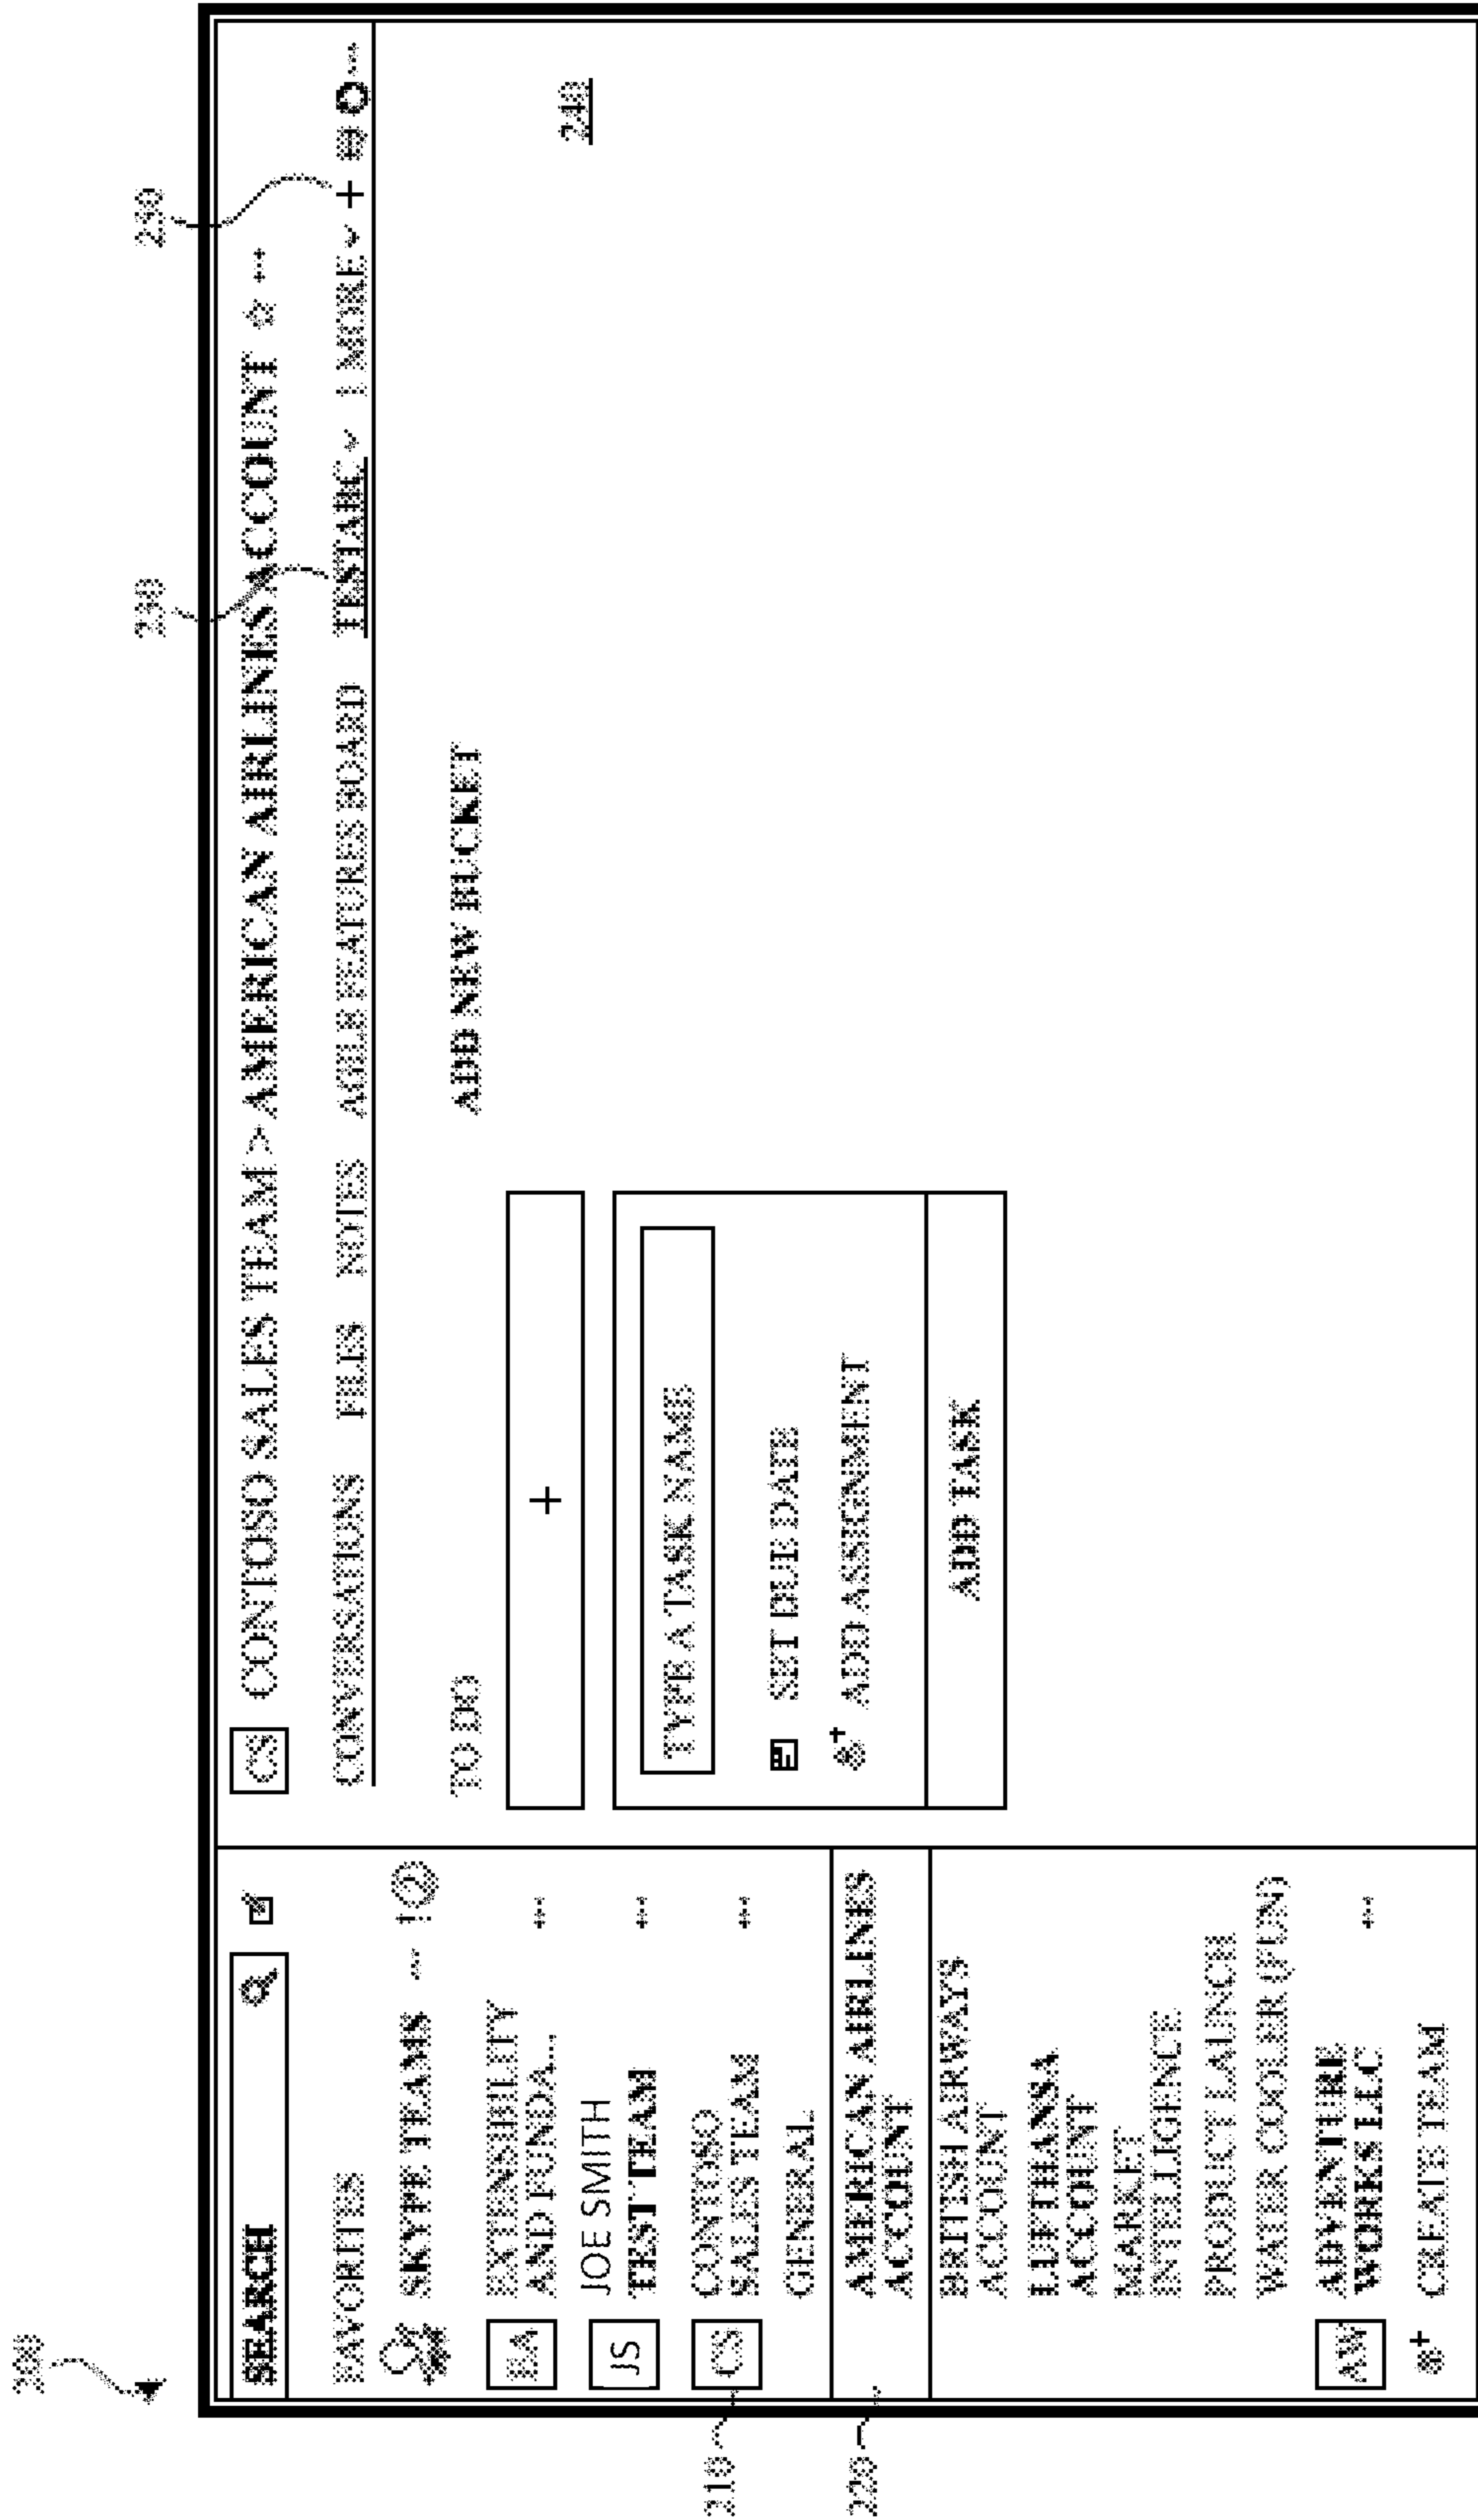 200
SEARCH
FAVORITES
SKYPE TEAMS ... !②
EA
EXTENSIBILITY
AND FUNDA... ...
JS
JOE SMITH
TEST TEAM ...
210
CS
CONTOSO
SALES TEAM ...
GENERAL
220
AMERICAN AIRLINES
ACCOUNT
BRITISH AIRWAYS
ACCOUNT
LUFTHANSA
ACCOUNT
MARKET
INTELLIGENCE
PRODUCT LAUNCH
WATER COOLER (FUN)
AW
ADVENTURE
WORKS LLC ...
CREATE TEAM
230
250
CS CONTOSO SALES TEAM > AMERICAN AIRLINES ACCOUNT ☆ ...
CONVERSATIONS FILES NOTES AGILE FEATURES BOARD TESTABC | 1 MORE + ...
TO DO ADD NEW BUCKET
+
240
TYPE A TASK NAME
SET DUE DATE
ADD ASSIGNMENT
ADD TASK